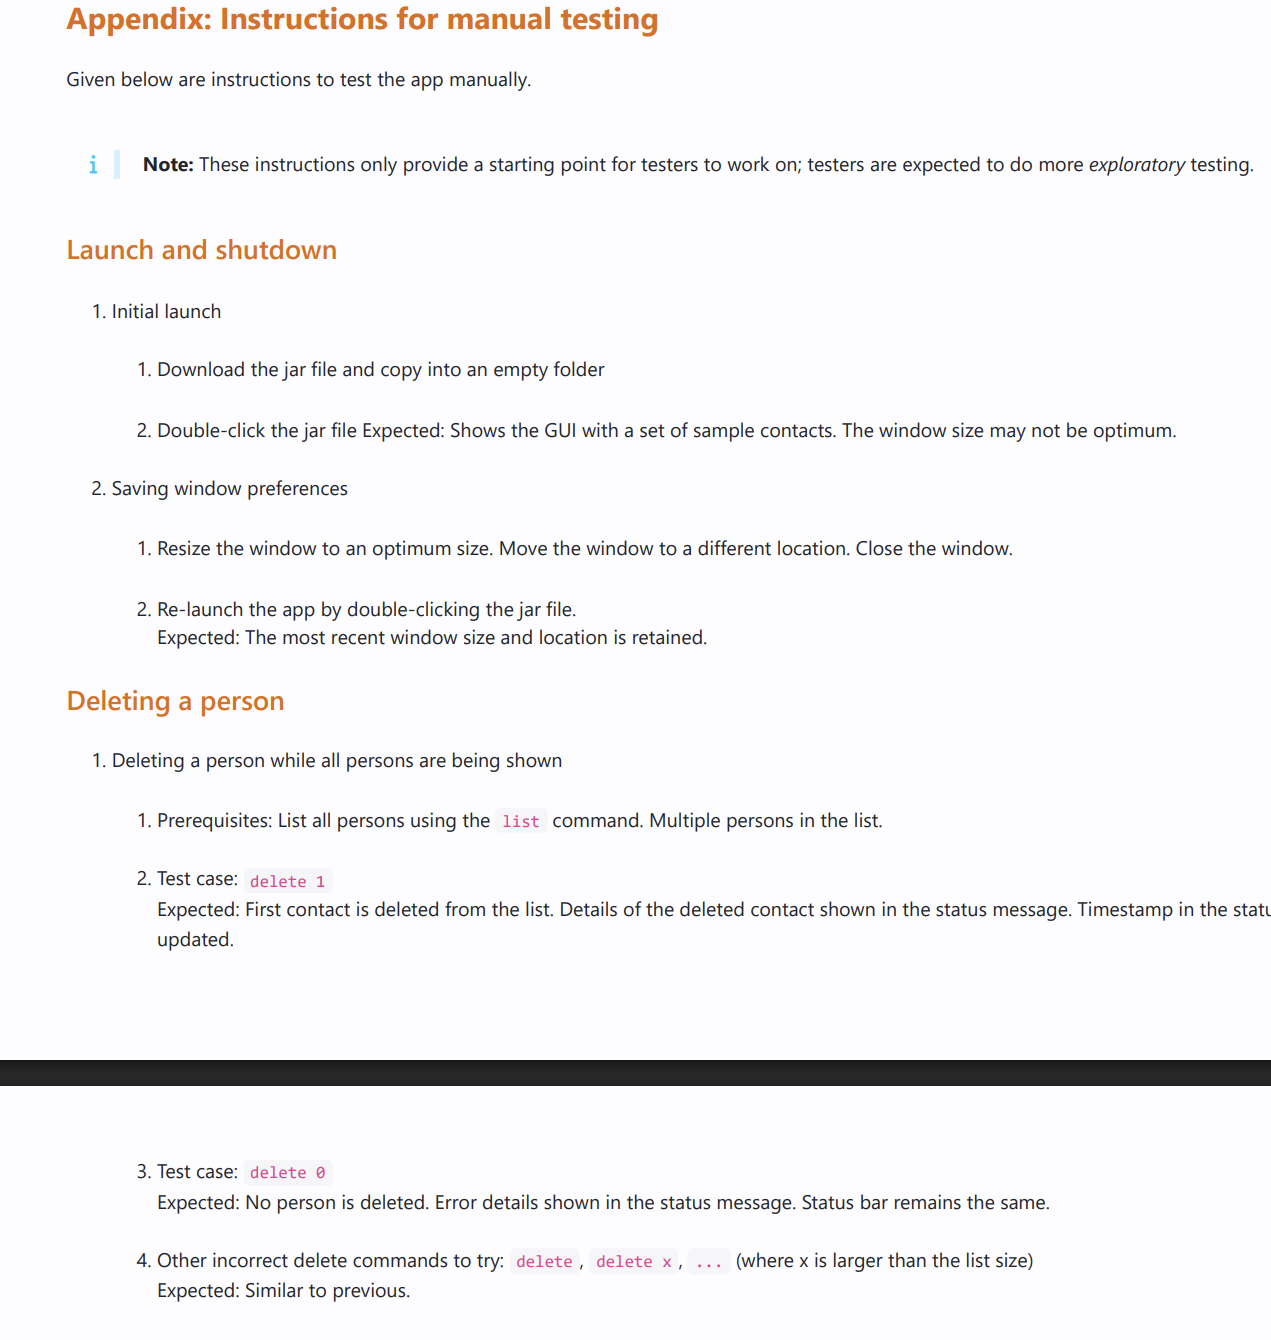 Appendix: Instructions for manual testing
Given below are instructions to test the app manually.
i Note: These instructions only provide a starting point for testers to work on; testers are expected to do more exploratory testing.
Launch and shutdown
1. Initial launch
1. Download the jar file and copy into an empty folder
2. Double-click the jar file Expected: Shows the GUI with a set of sample contacts. The window size may not be optimum.
2. Saving window preferences
1. Resize the window to an optimum size. Move the window to a different location. Close the window.
2. Re-launch the app by double-clicking the jar file.
Expected: The most recent window size and location is retained.
Deleting a person
1. Deleting a person while all persons are being shown
1. Prerequisites: List all persons using the list command. Multiple persons in the list.
2. Test case: delete 1
Expected: First contact is deleted from the list. Details of the deleted contact shown in the status message. Timestamp in the
updated.
3. Test case: delete 0
Expected: No person is deleted. Error details shown in the status message. Status bar remains the same.
4. Other incorrect delete commands to try: delete, delete x, ... (where x is larger than the list size)
Expected: Similar to previous.